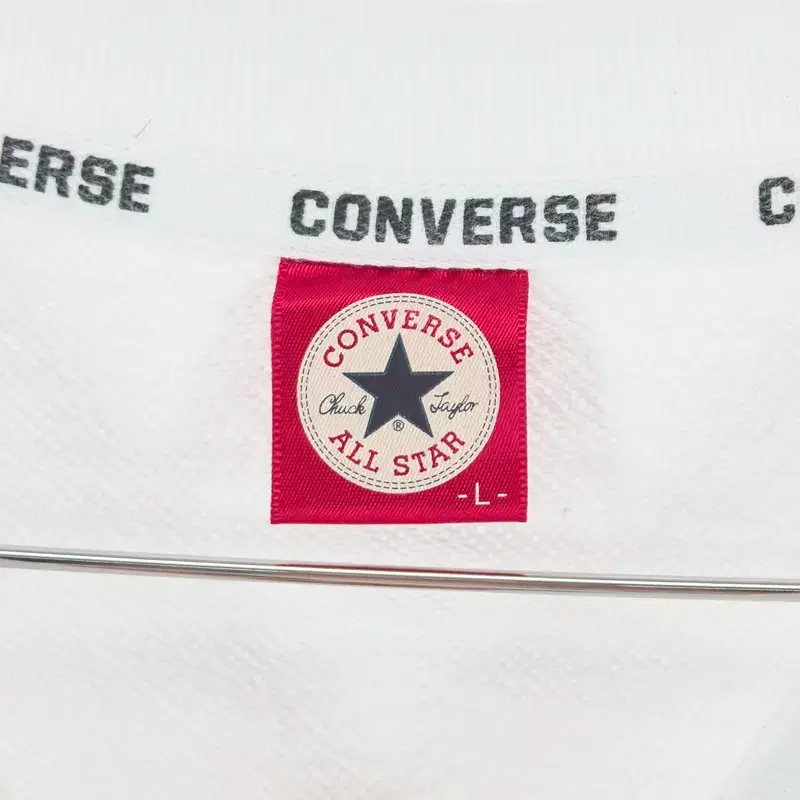 ERSE CONVERSE C
CONVERSE
Chuck Taylor
®
ALL STAR
-L-